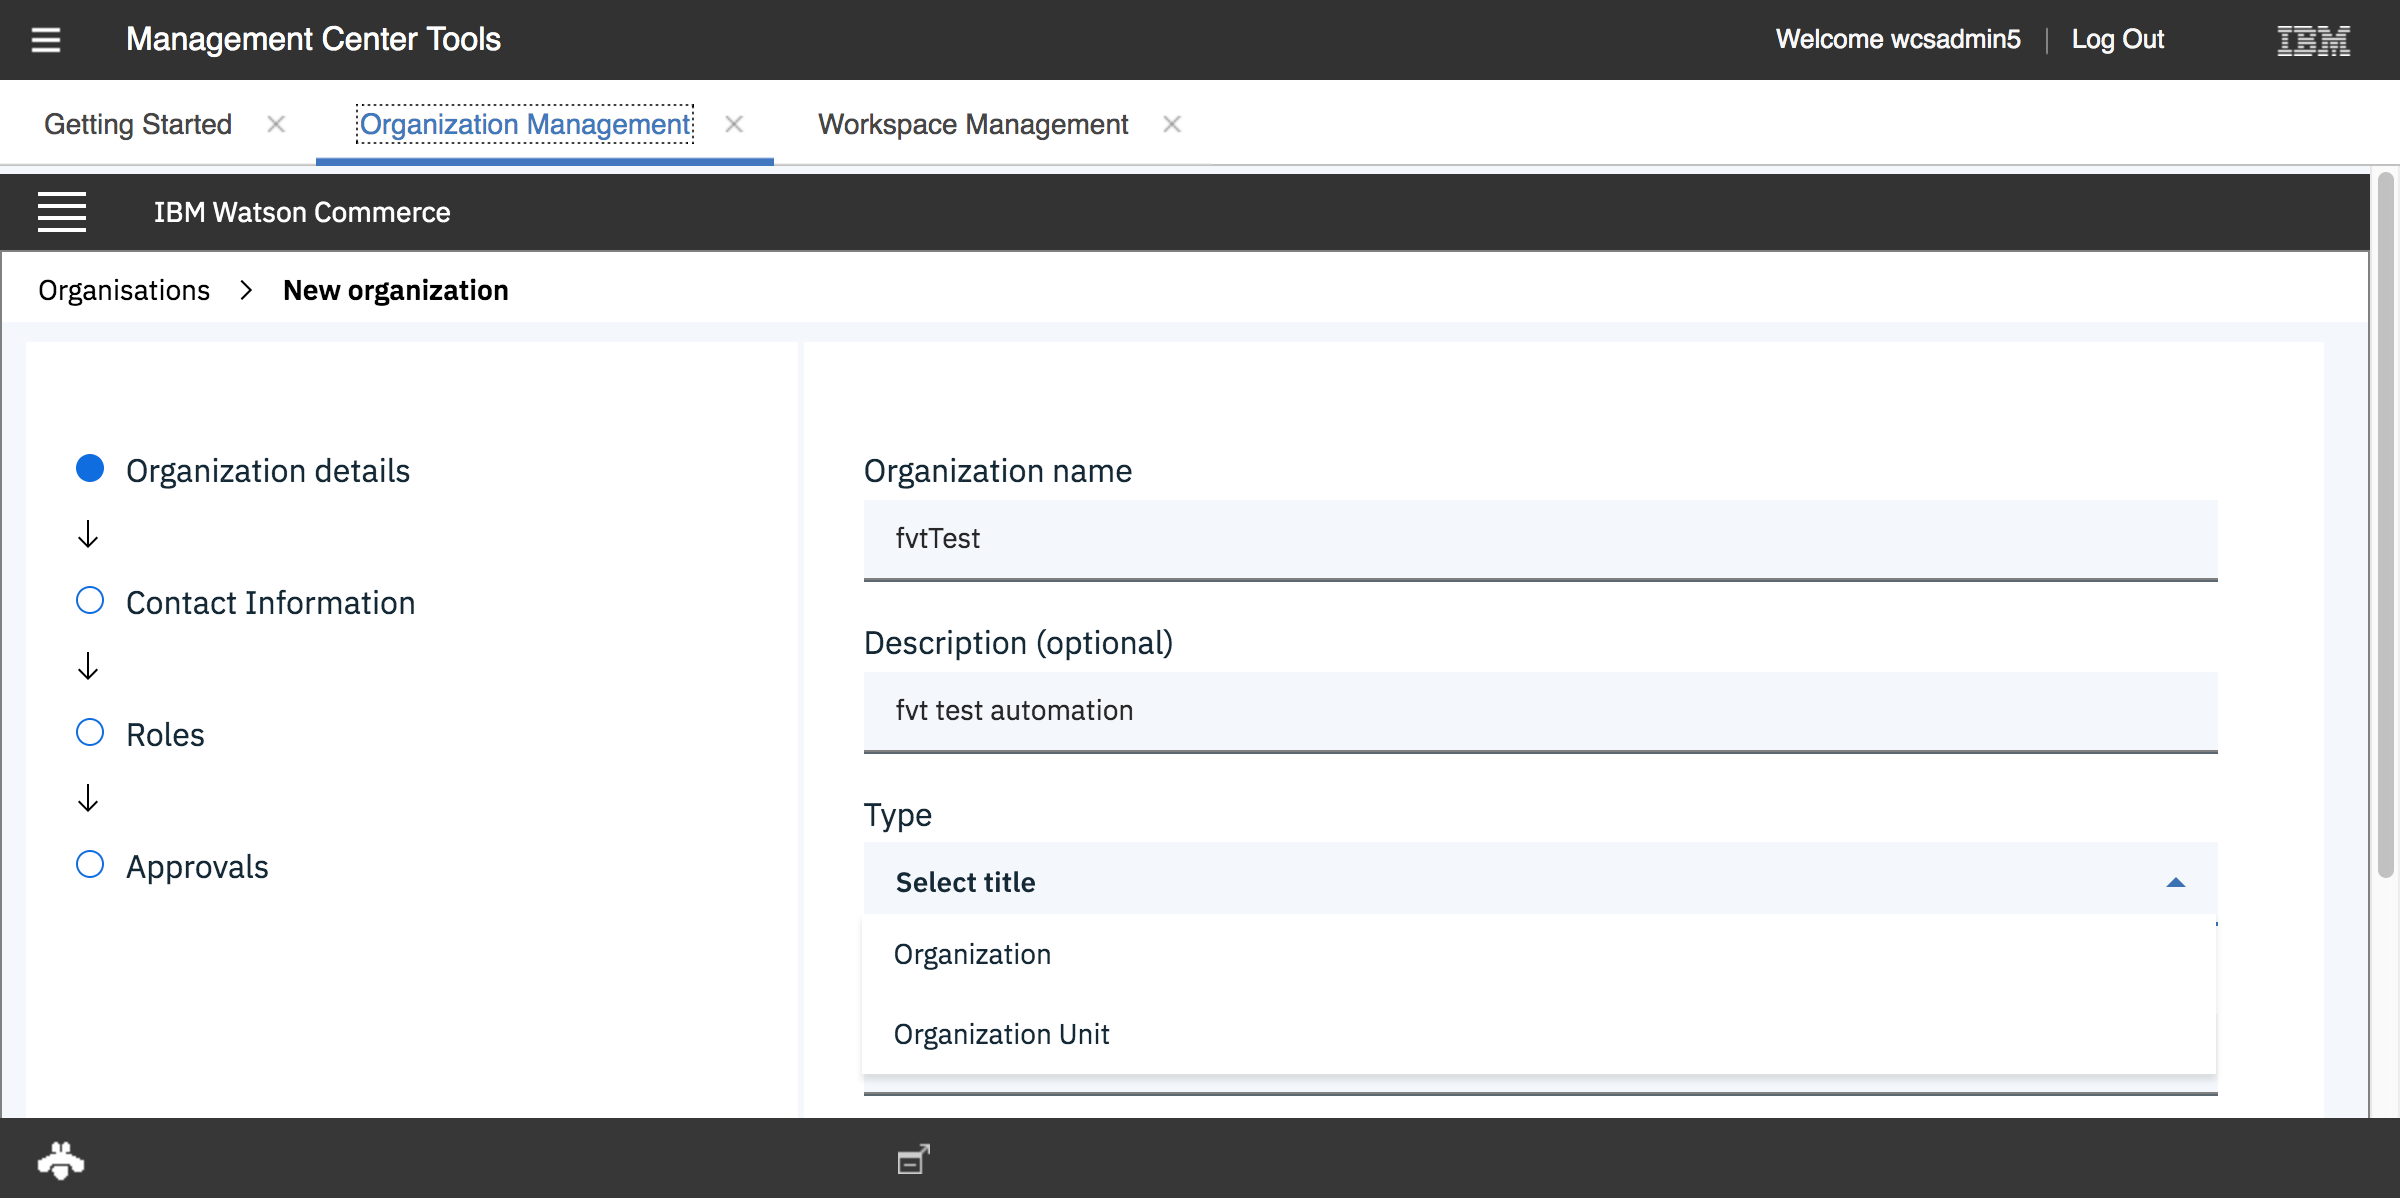 Management Center Tools
Welcome wcsadmin5 | Log Out
IBM
Getting Started
Organization Management
Workspace Management
IBM Watson Commerce
Organisations > New organization
Organization details
Contact Information
Roles
Approvals
Organization name
fvtTest
Description (optional)
fvt test automation
Type
Select title
Organization
Organization Unit